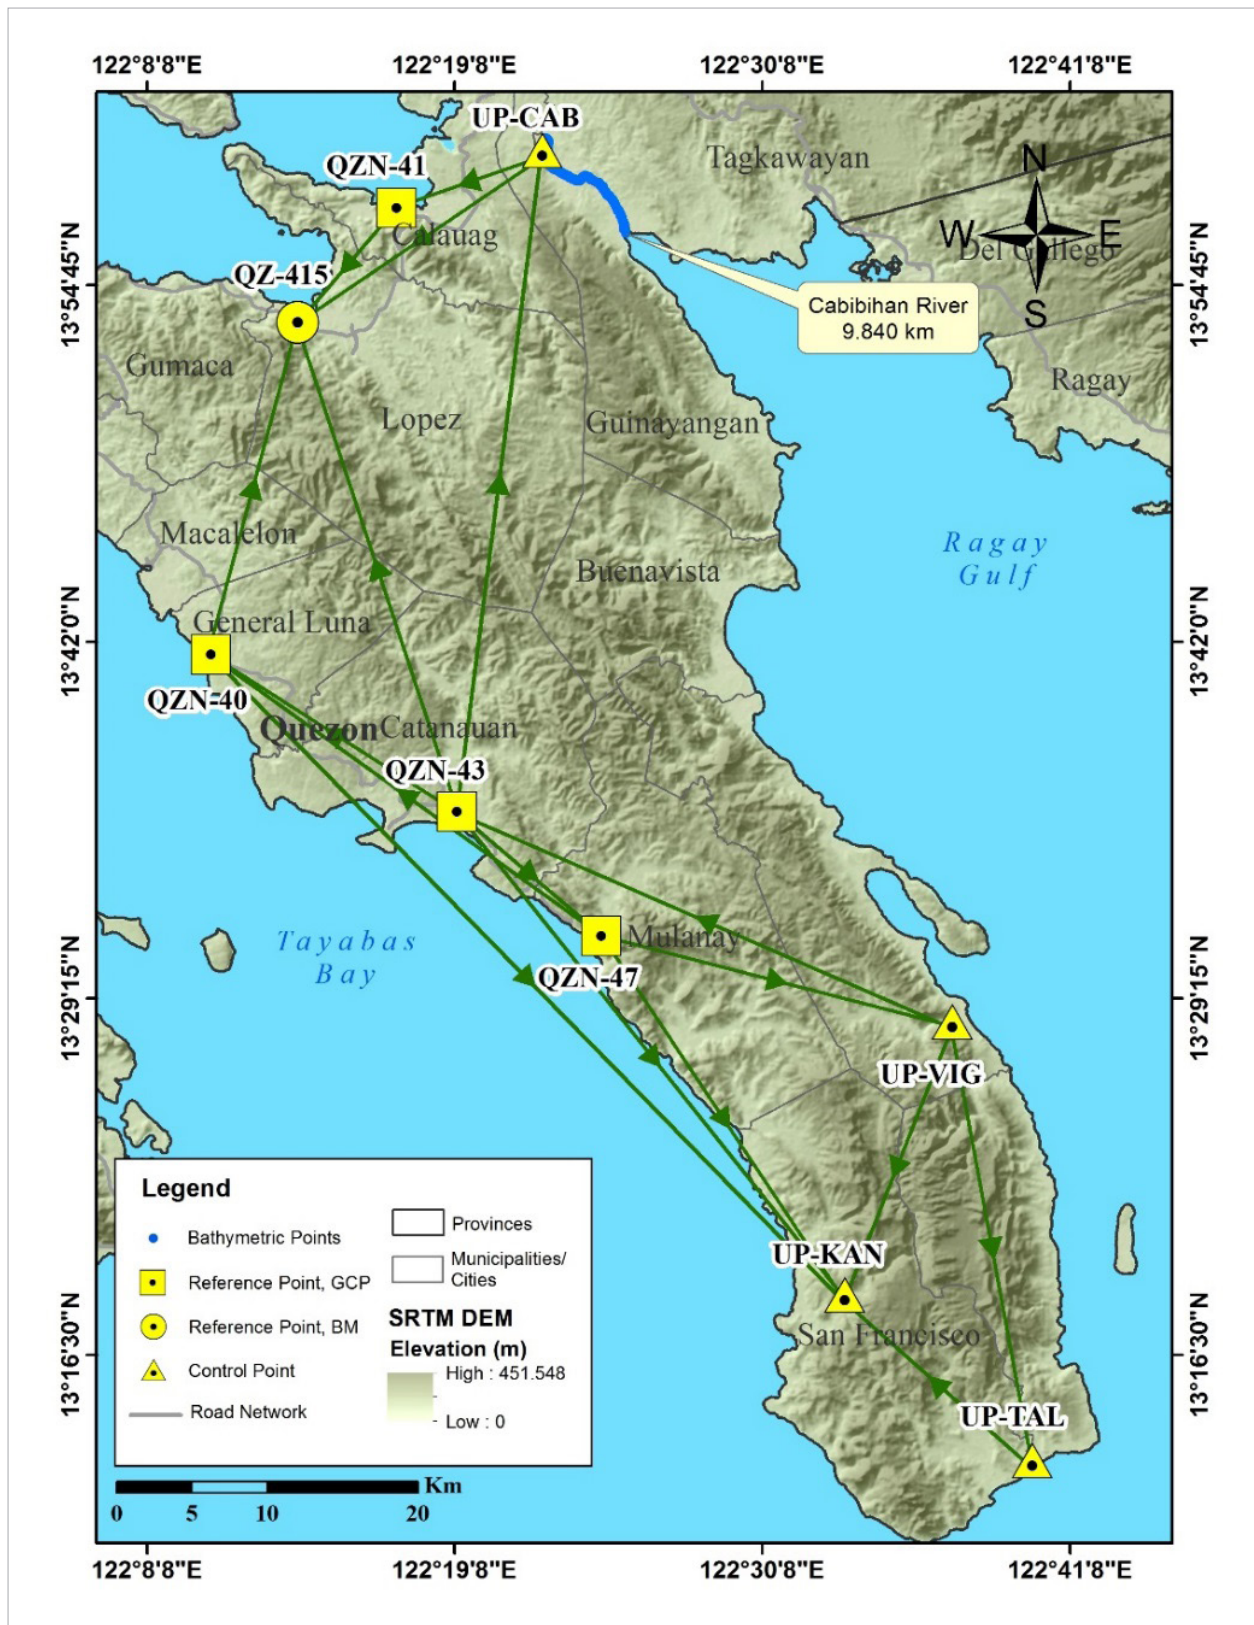 122°8'8"E
122°19'8"E
122°30'8"E
122°41'8"E
UP-CAB
Tagkawayan
N
QZN-41
W
E
Calauag
Del Gallego
13°54'45"N
13°54'45"N
QZ-415
S
Cabibihan River
9.840 km
Gumaca
Ragay
Lopez
Guinayangan
Macalelon
Ragay
Gulf
Buenavista
General Luna
13°42'0"N
13°42'0"N
QZN-40
Quezon
Catanauan
QZN-43
Tayabas
Bay
Mulanay
QZN-47
13°29'15"N
13°29'15"N
UP-VIG
Legend
Bathymetric Points
Reference Point, GCP
Reference Point, BM
Control Point
Road Network
Provinces
Municipalities/
Cities
SRTM DEM
Elevation (m)
High : 451.548
Low : 0
UP-KAN
San Francisco
13°16'30"N
13°16'30"N
UP-TAL
Km
0
5
10
20
122°8'8"E
122°19'8"E
122°30'8"E
122°41'8"E